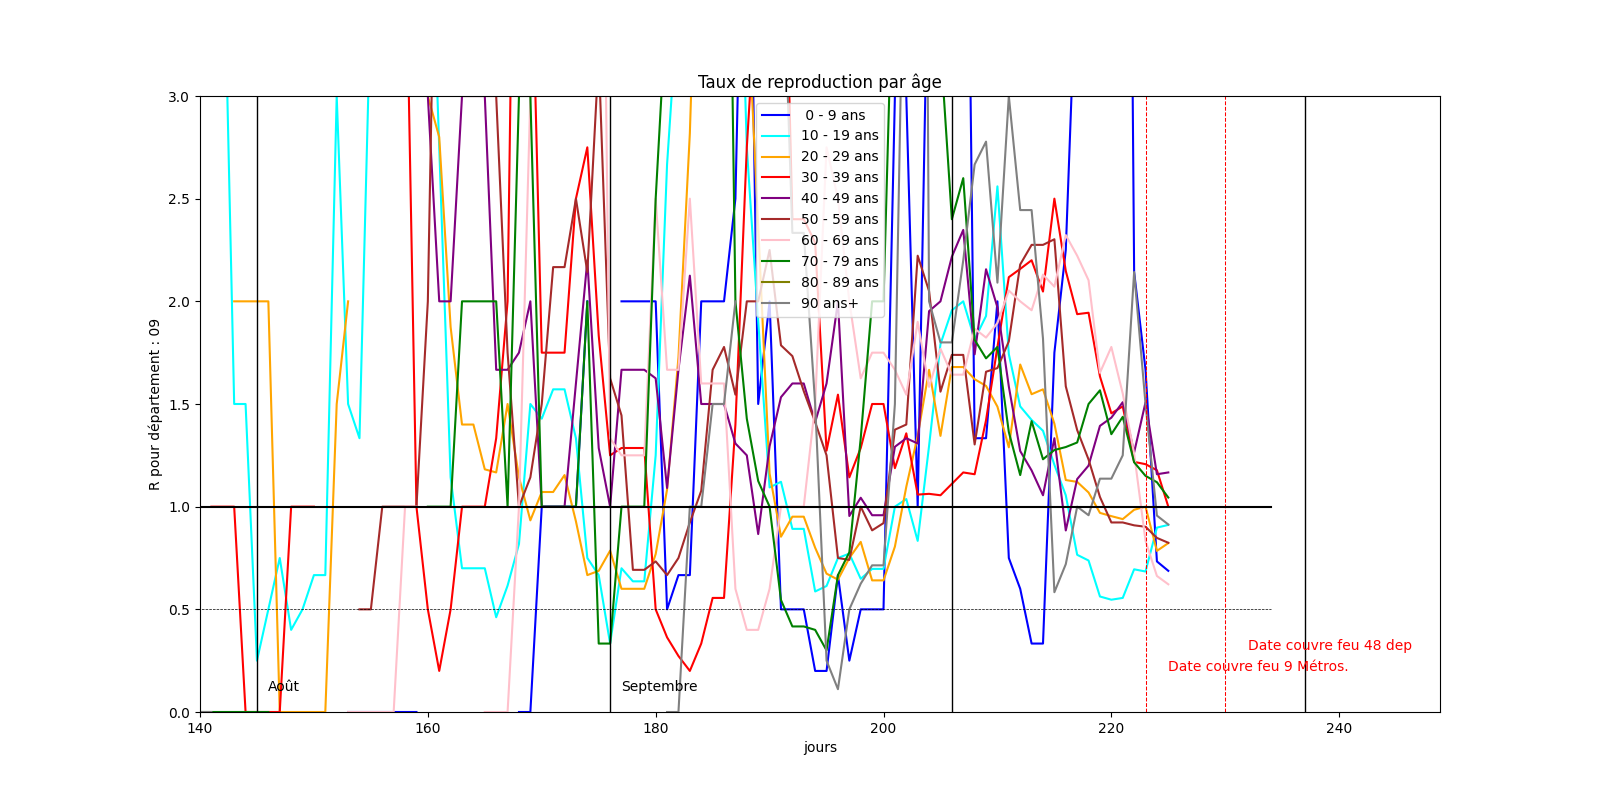 Taux de reproduction par âge
R pour département : 09
3.0
2.5
2.0
1.5
1.0
0.5
0.0
0 - 9 ans
10 - 19 ans
20 - 29 ans
30 - 39 ans
40 - 49 ans
50 - 59 ans
60 - 69 ans
70 - 79 ans
80 - 89 ans
90 ans+
Date couvre feu 48 dep
Date couvre feu 9 Métros.
Août
Septembre
140
160
180
200
220
240
jours